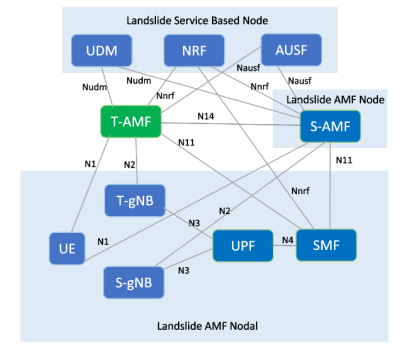 Landslide Service Based Node
UDM
NRF
AUSF
Nudm
Nudm
Nnrf
Nausf
Nnrf
Nausf
Landslide AMF Node
T-AMF
N14
S-AMF
N1
N2
N11
N11
T-gNB
Nnrf
N3
N2
UE
N1
UPF
N4
SMF
S-gNB
N3
Landslide AMF Nodal